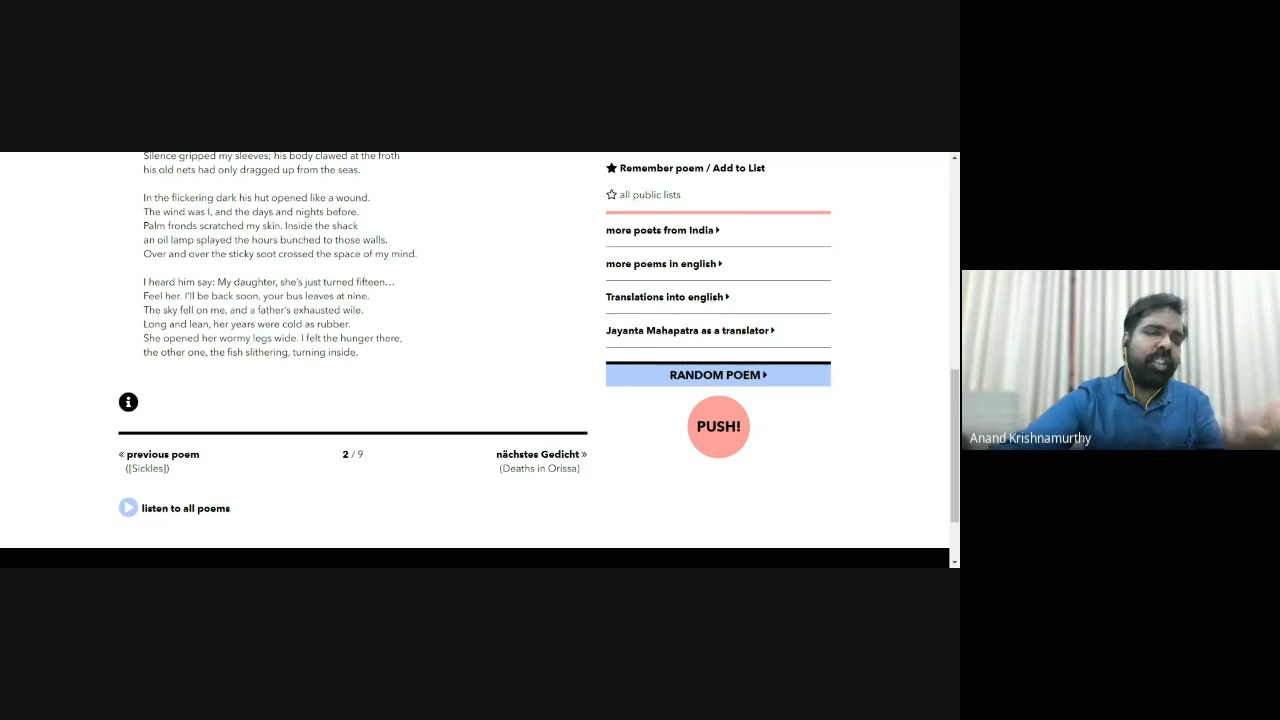 Silence gripped my sleeves; his body clawed at the froth
his old nets had only dragged up from the seas.
In the flickering dark his hut opened like a wound.
The wind was I, and the days and nights before.
Palm fronds scratched my skin. Inside the shack
an oil lamp splayed the hours bunched to those walls.
Over and over the sticky soot crossed the space of my mind.
I heard him say: My daughter, she's just turned fifteen…
Feel her. I'll be back soon, your bus leaves at nine.
The sky fell on me, and a father's exhausted wile.
Long and lean, her years were cold as rubber.
She opened her wormy legs wide. I felt the hunger there,
the other one, the fish slithering, turning inside.
« previous poem
([Sickles])
2 / 9
nächstes Gedicht »
(Deaths in Orissa)
listen to all poems
Remember poem / Add to List
all public lists
more poets from India
more poems in english
Translations into english
Jayanta Mahapatra as a translator
RANDOM POEM
PUSH!
Anand Krishnamurthy